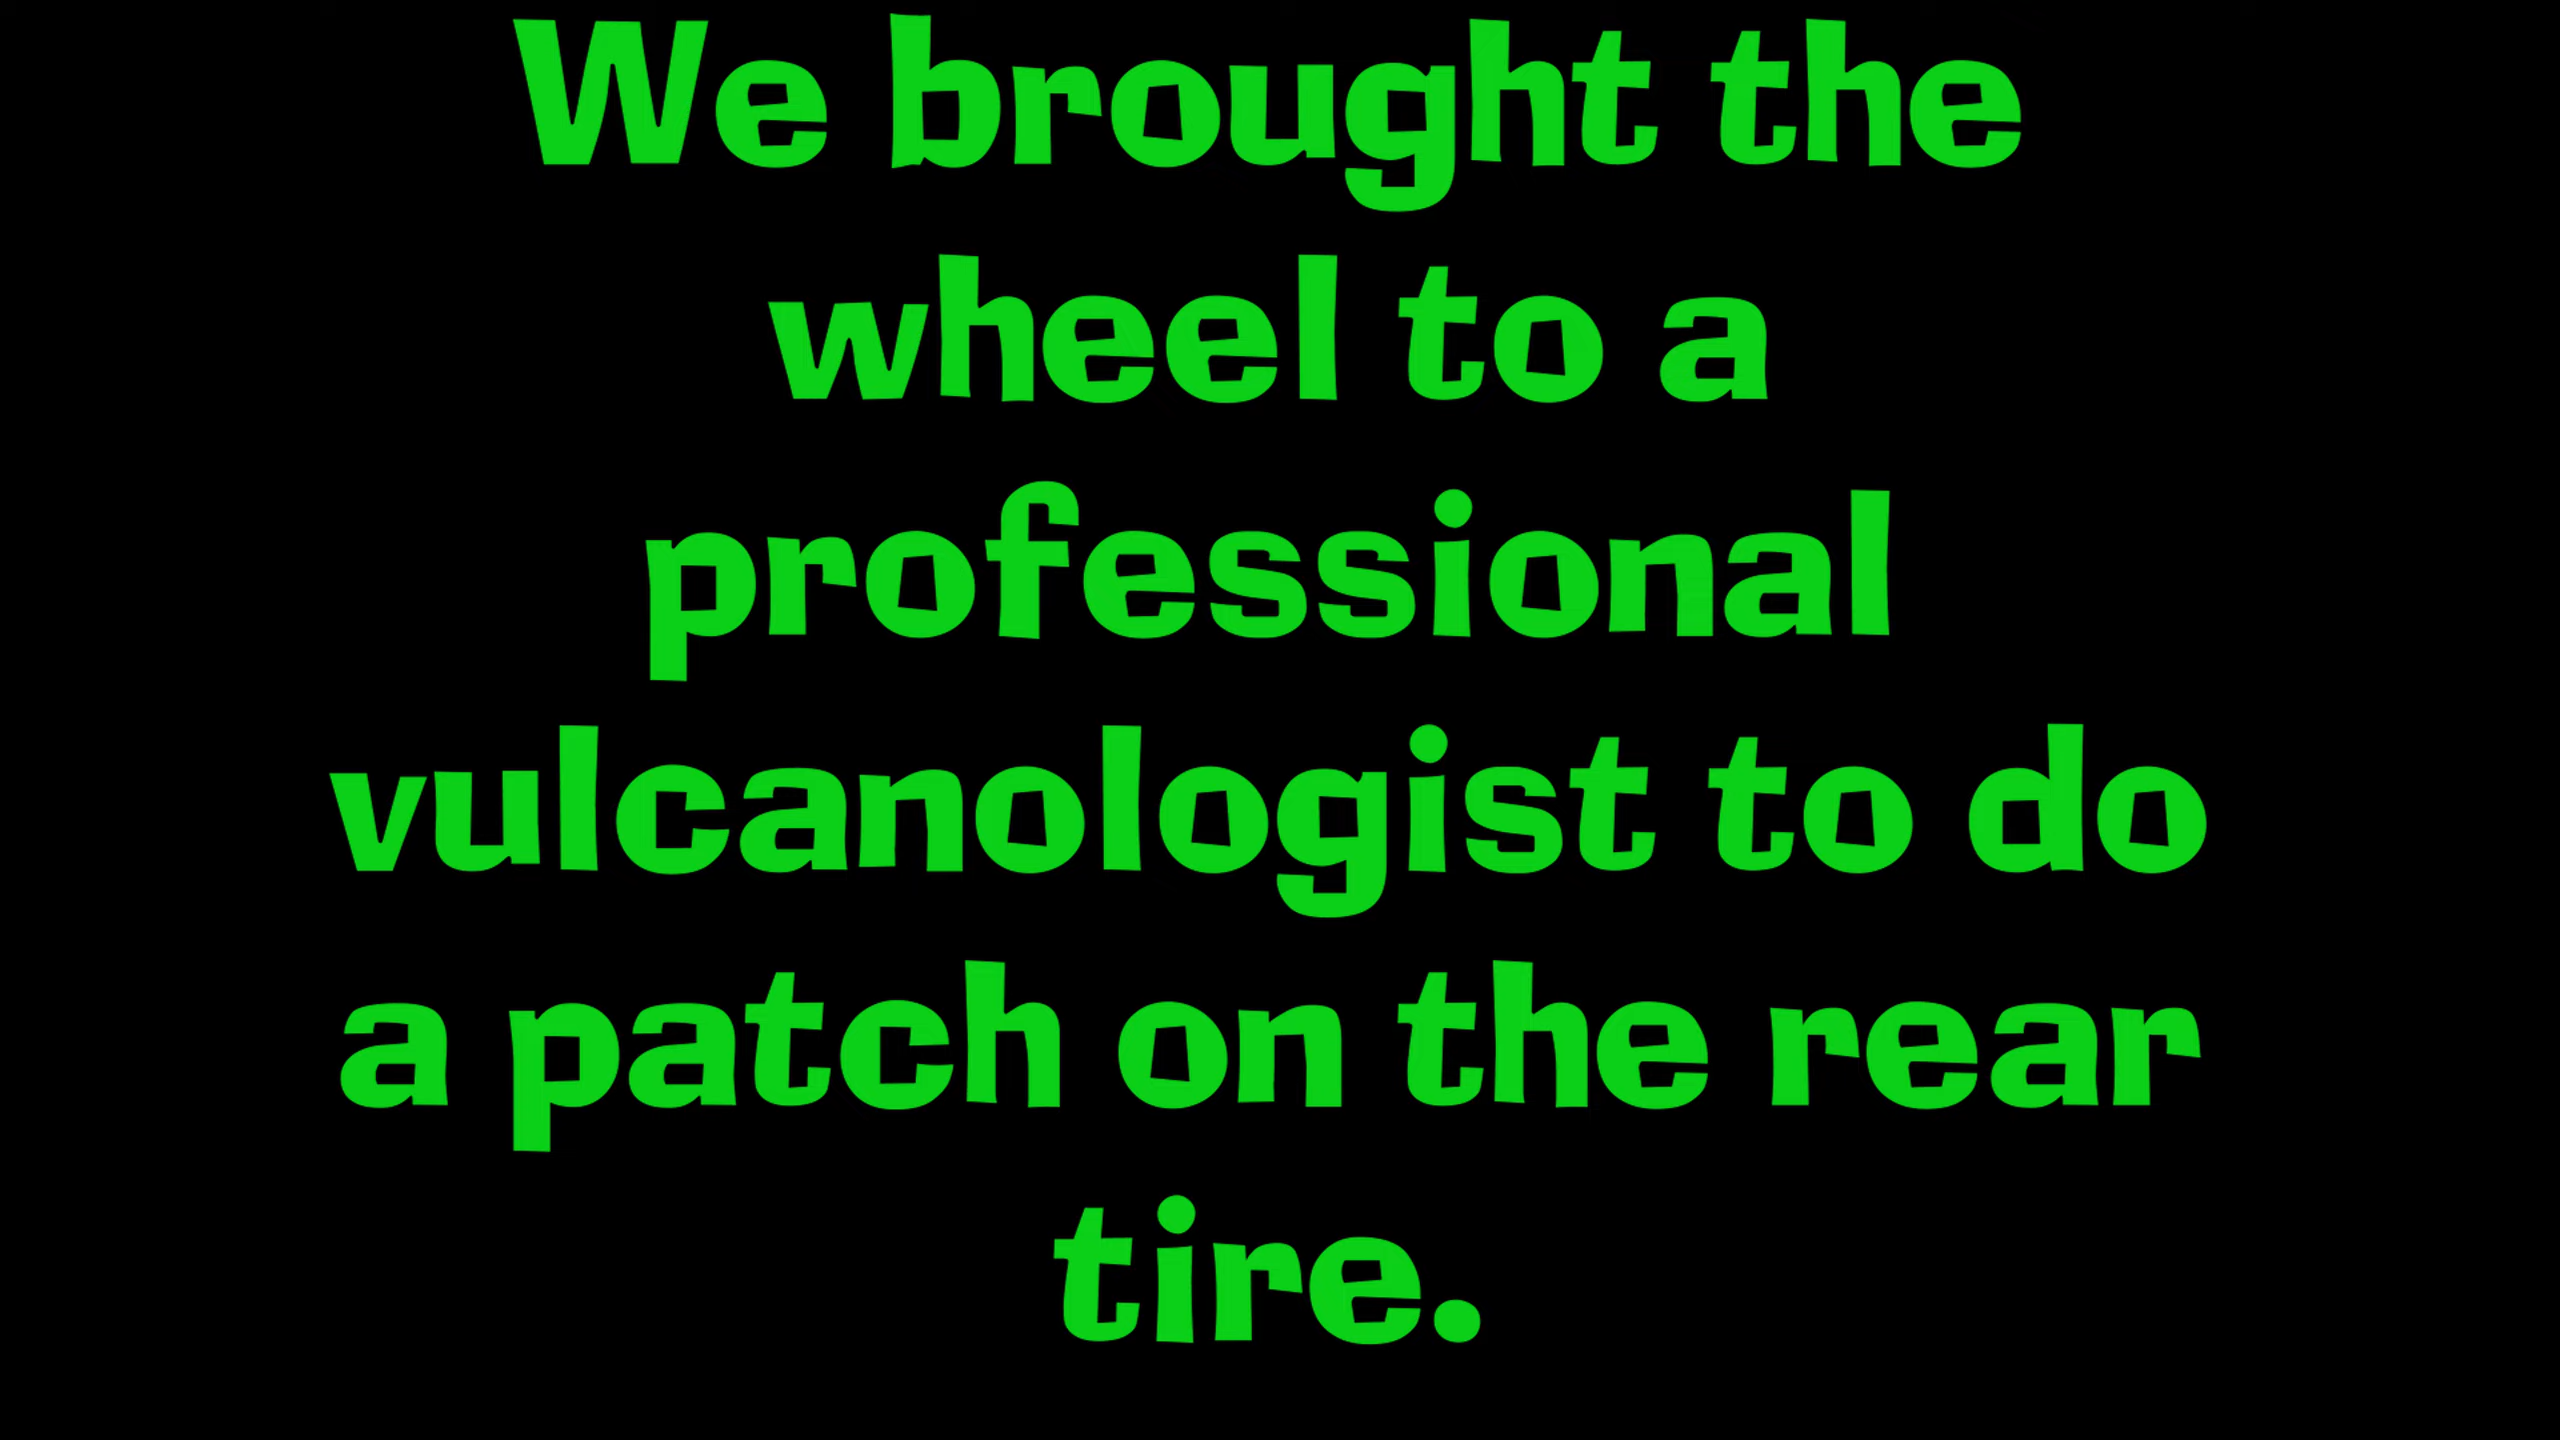 We brought the
wheel to a
professional
vulcanologist to do
a patch on the rear
tire.